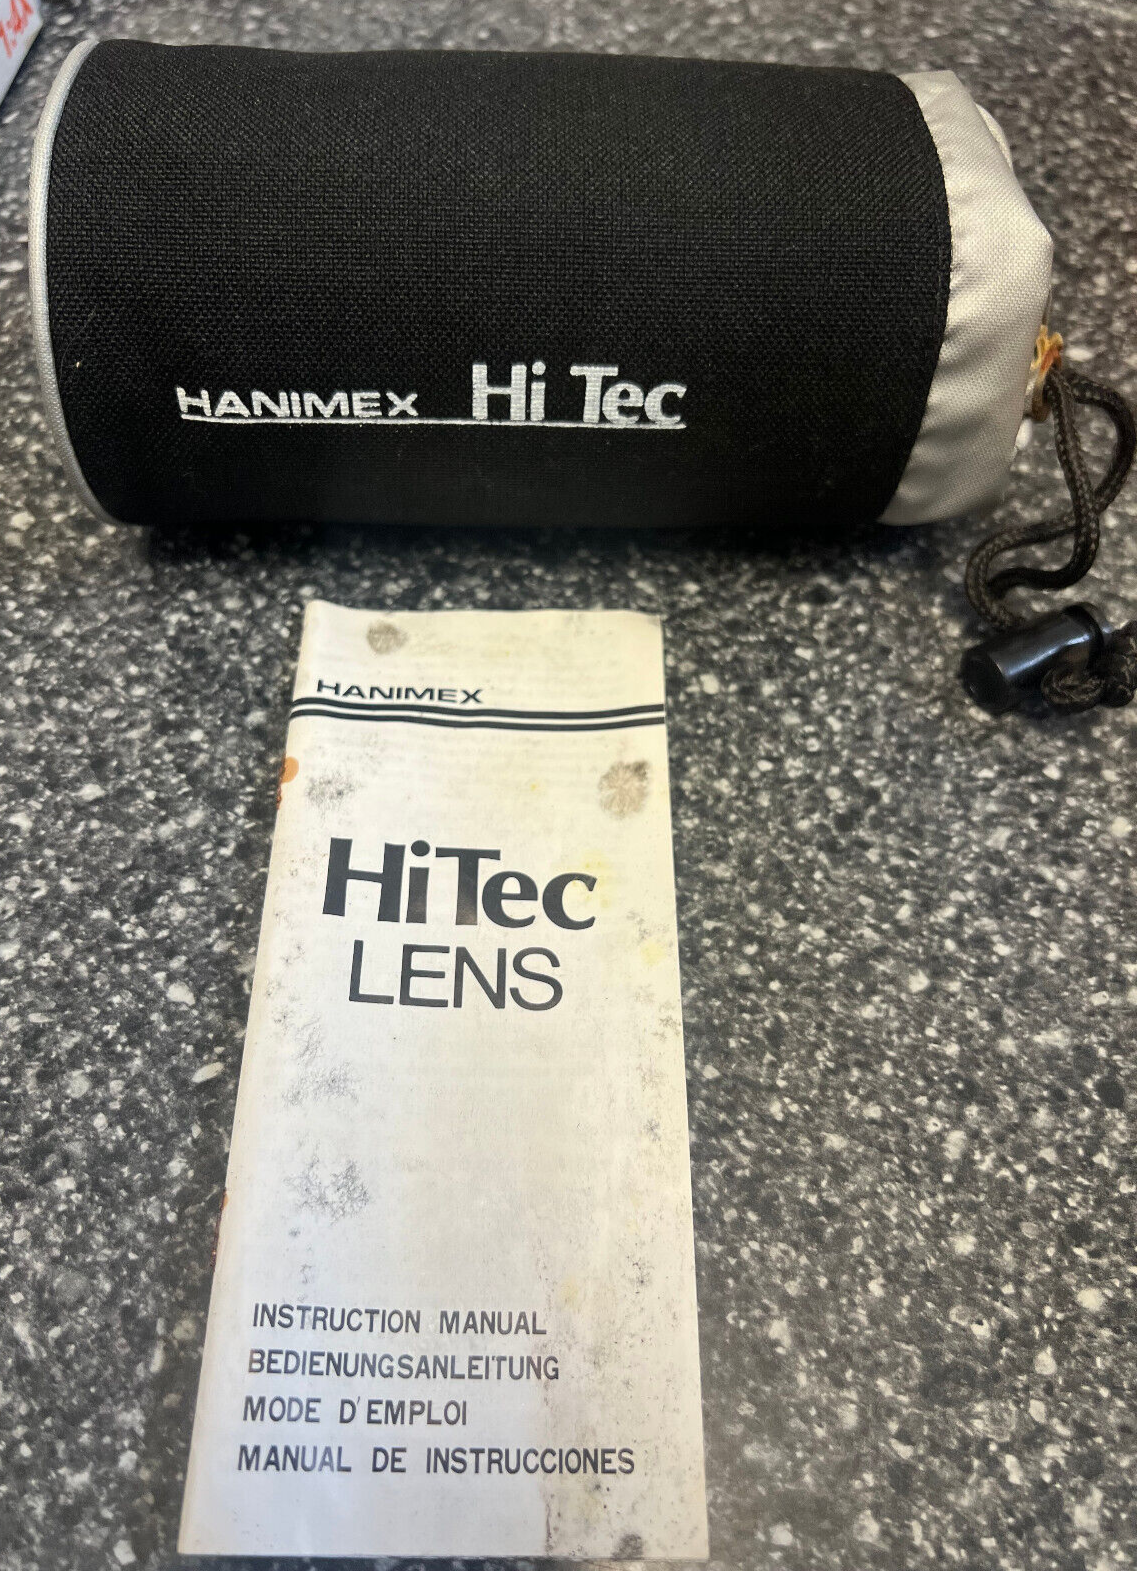 HANIMEX Hi Tec
HANIMEX
HiTec
LENS
INSTRUCTION MANUAL
BEDIENUNGSANLEITUNG
MODE D'EMPLOI
MANUAL DE INSTRUCCIONES